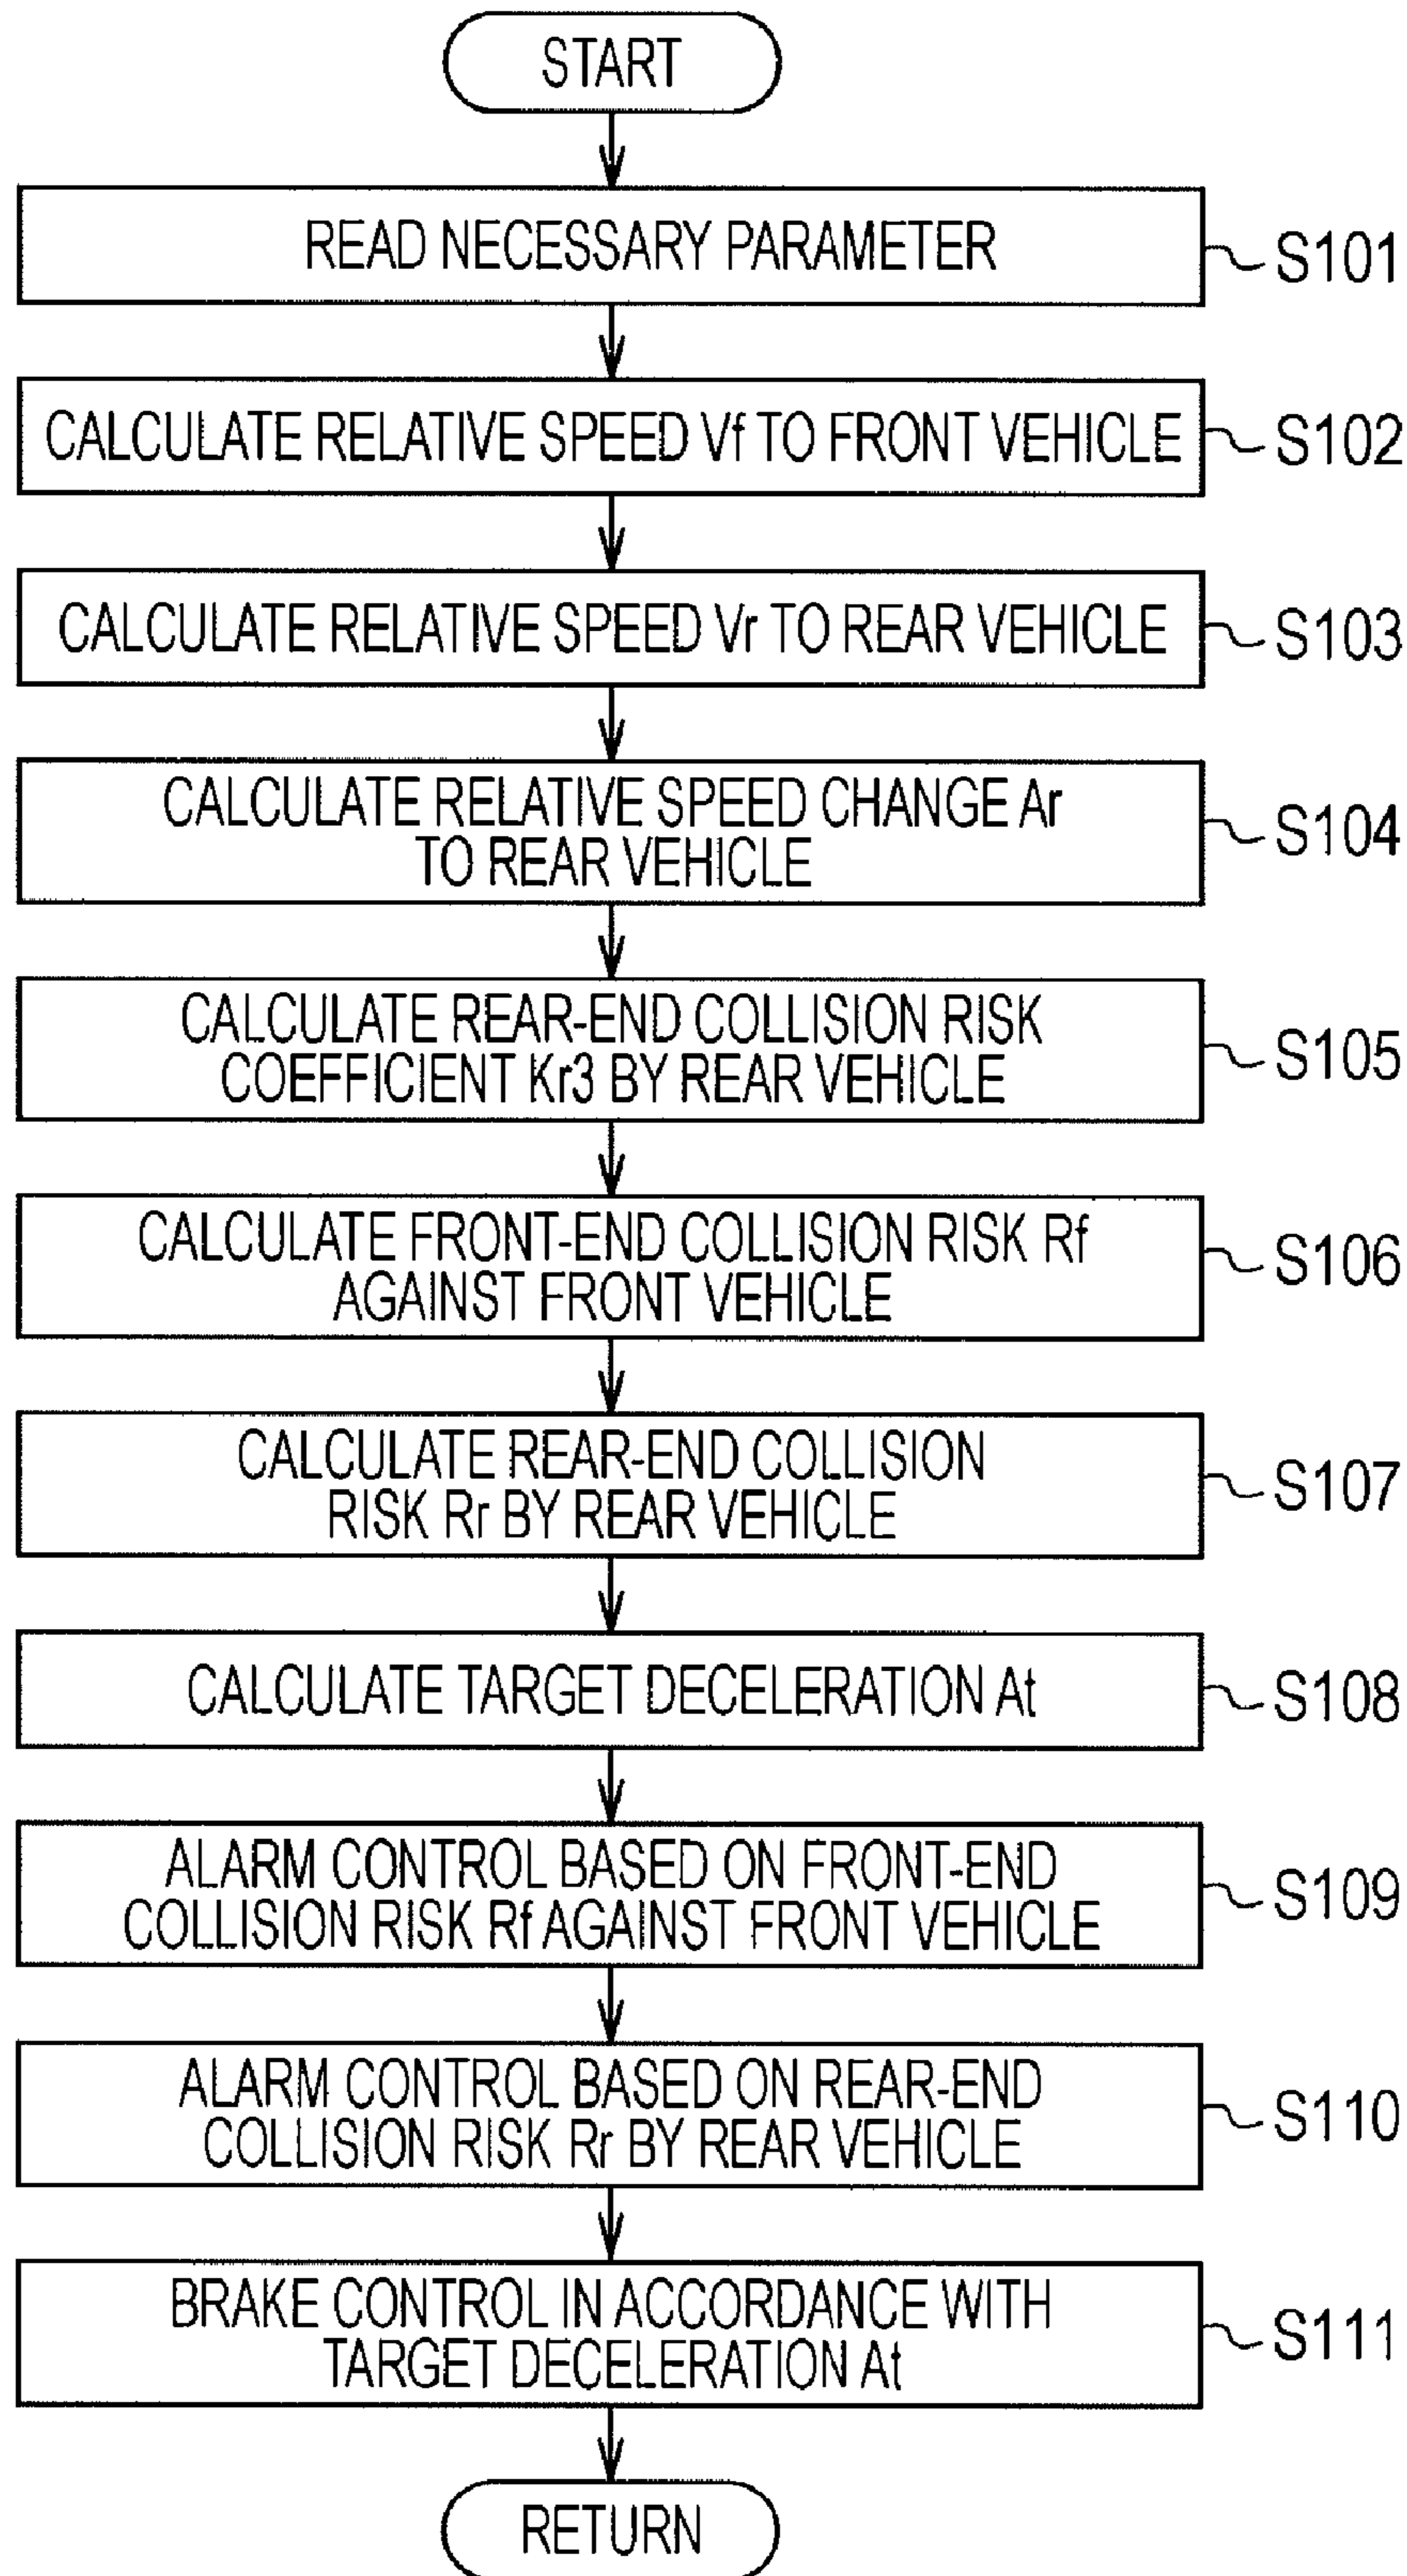 START
READ NECESSARY PARAMETER
S101
CALCULATE RELATIVE SPEED Vf TO FRONT VEHICLE
S102
CALCULATE RELATIVE SPEED Vr TO REAR VEHICLE
S103
CALCULATE RELATIVE SPEED CHANGE Ar
TO REAR VEHICLE
S104
CALCULATE REAR-END COLLISION RISK
COEFFICIENT Kr3 BY REAR VEHICLE
S105
CALCULATE FRONT-END COLLISION RISK Rf
AGAINST FRONT VEHICLE
S106
CALCULATE REAR-END COLLISION
RISK Rr BY REAR VEHICLE
S107
CALCULATE TARGET DECELERATION At
S108
ALARM CONTROL BASED ON FRONT-END
COLLISION RISK Rf AGAINST FRONT VEHICLE
S109
ALARM CONTROL BASED ON REAR-END
COLLISION RISK Rr BY REAR VEHICLE
S110
BRAKE CONTROL IN ACCORDANCE WITH
TARGET DECELERATION At
S111
RETURN